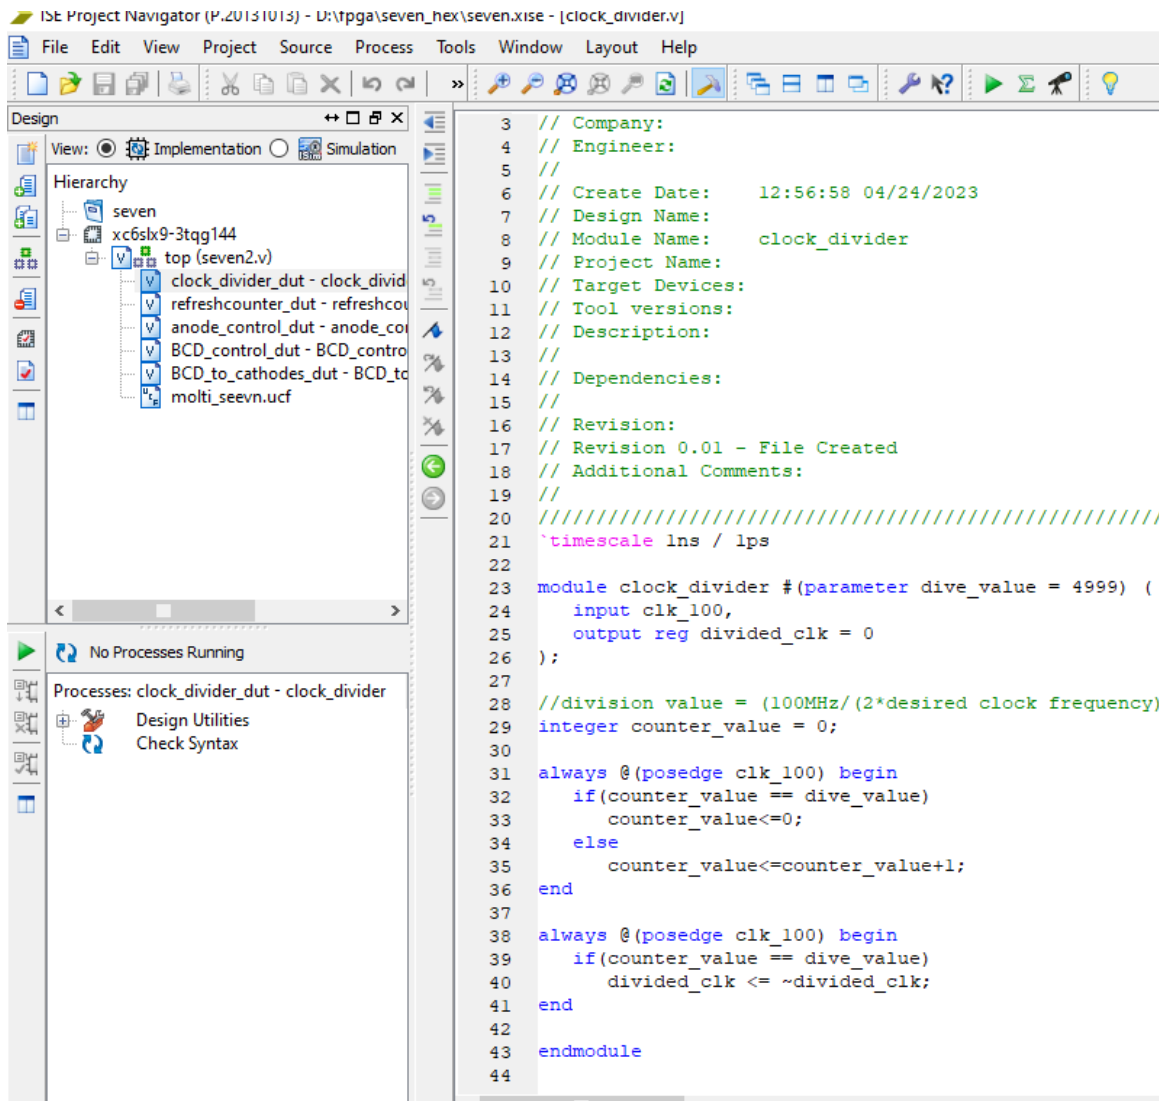 ISE Project Navigator (P.20131013) - D:\fpga\seven_hex\seven.xise - [clock_divider.v]
File Edit View Project Source Process Tools Window Layout Help
Design
View: Implementation Simulation
Hierarchy
seven
xc6slx9-3tqg144
top (seven2.v)
clock_divider_dut - clock_divid
refreshcounter_dut - refreshcou
anode_control_dut - anode_con
BCD_control_dut - BCD_contro
BCD_to_cathodes_dut - BCD_to
molti_seevn.ucf
No Processes Running
Processes: clock_divider_dut - clock_divider
Design Utilities
Check Syntax
3 // Company:
4 // Engineer:
5 //
6 // Create Date: 12:56:58 04/24/2023
7 // Design Name:
8 // Module Name: clock_divider
9 // Project Name:
10 // Target Devices:
11 // Tool versions:
12 // Description:
13 //
14 // Dependencies:
15 //
16 // Revision:
17 // Revision 0.01 - File Created
18 // Additional Comments:
19 //
20 //////////////////////////////////////////////////////
21 `timescale 1ns / 1ps
22
23 module clock_divider #(parameter dive_value = 4999) (
24 input clk_100,
25 output reg divided_clk = 0
26 );
27
28 //division value = (100MHz/(2*desired clock frequency)
29 integer counter_value = 0;
30
31 always @(posedge clk_100) begin
32 if(counter_value == dive_value)
33 counter_value<=0;
34 else
35 counter_value<=counter_value+1;
36 end
37
38 always @(posedge clk_100) begin
39 if(counter_value == dive_value)
40 divided_clk <= ~divided_clk;
41 end
42
43 endmodule
44